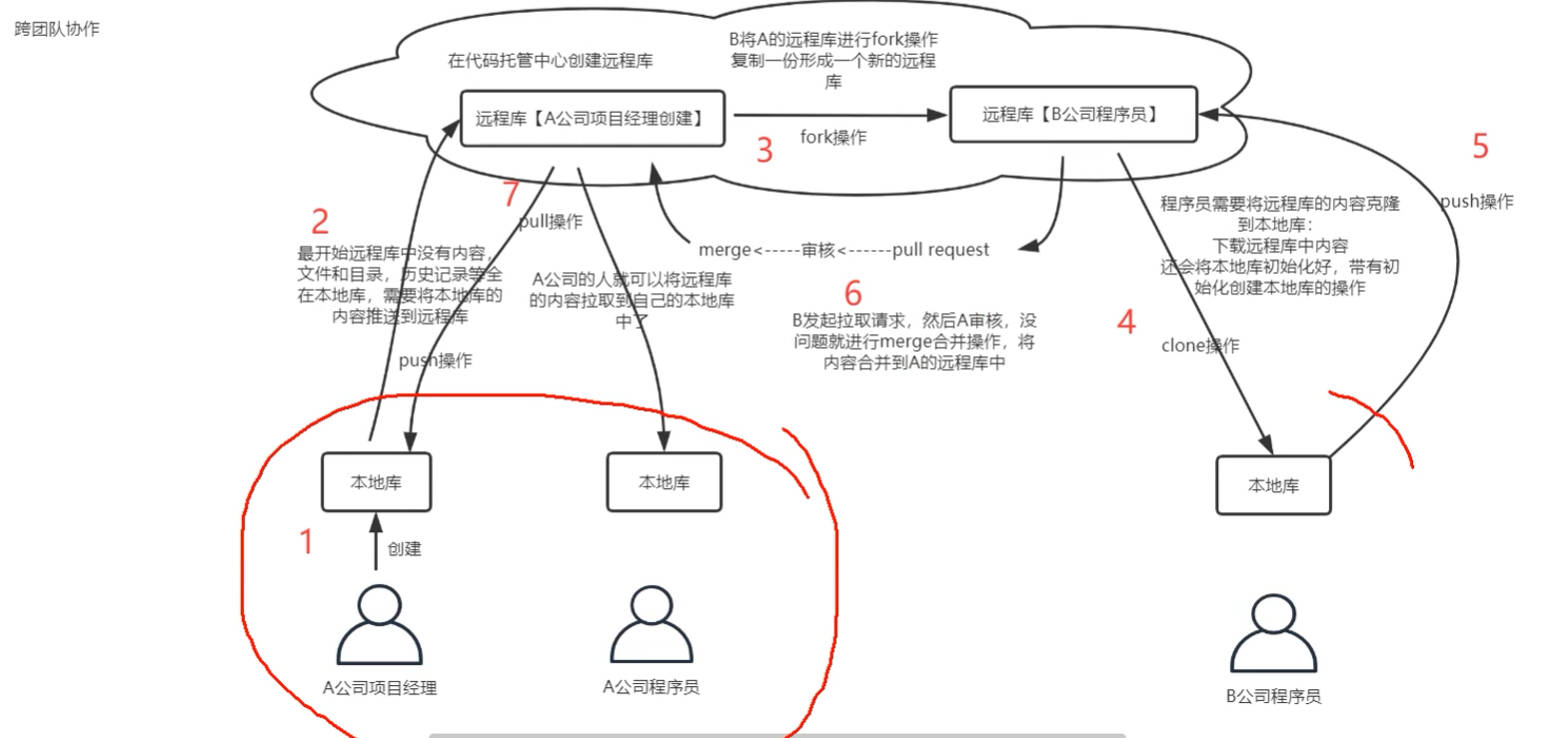 跨团队协作
在代码托管中心创建远程库
B将A的远程库进行fork操作
复制一份形成一个新的远程
库
远程库【A公司项目经理创建】
fork操作
远程库【B公司程序员】
3
5
push操作
7
pull操作
2
最开始远程库中没有内容，
文件和目录，历史记录等全
在本地库，需要将本地库的
内容推送到远程库
push操作
A公司的人就可以将远程库
的内容拉取到自己的本地库
中了
merge<-----审核<------pull request
6
B发起拉取请求，然后A审核，没
问题就进行merge合并操作，将
内容合并到A的远程库中
程序员需要将远程库的内容克隆
到本地库：
下载远程库中内容
还会将本地库初始化好，带有初
始化创建本地库的操作
4
clone操作
本地库
本地库
本地库
1
创建
A公司项目经理
A公司程序员
B公司程序员